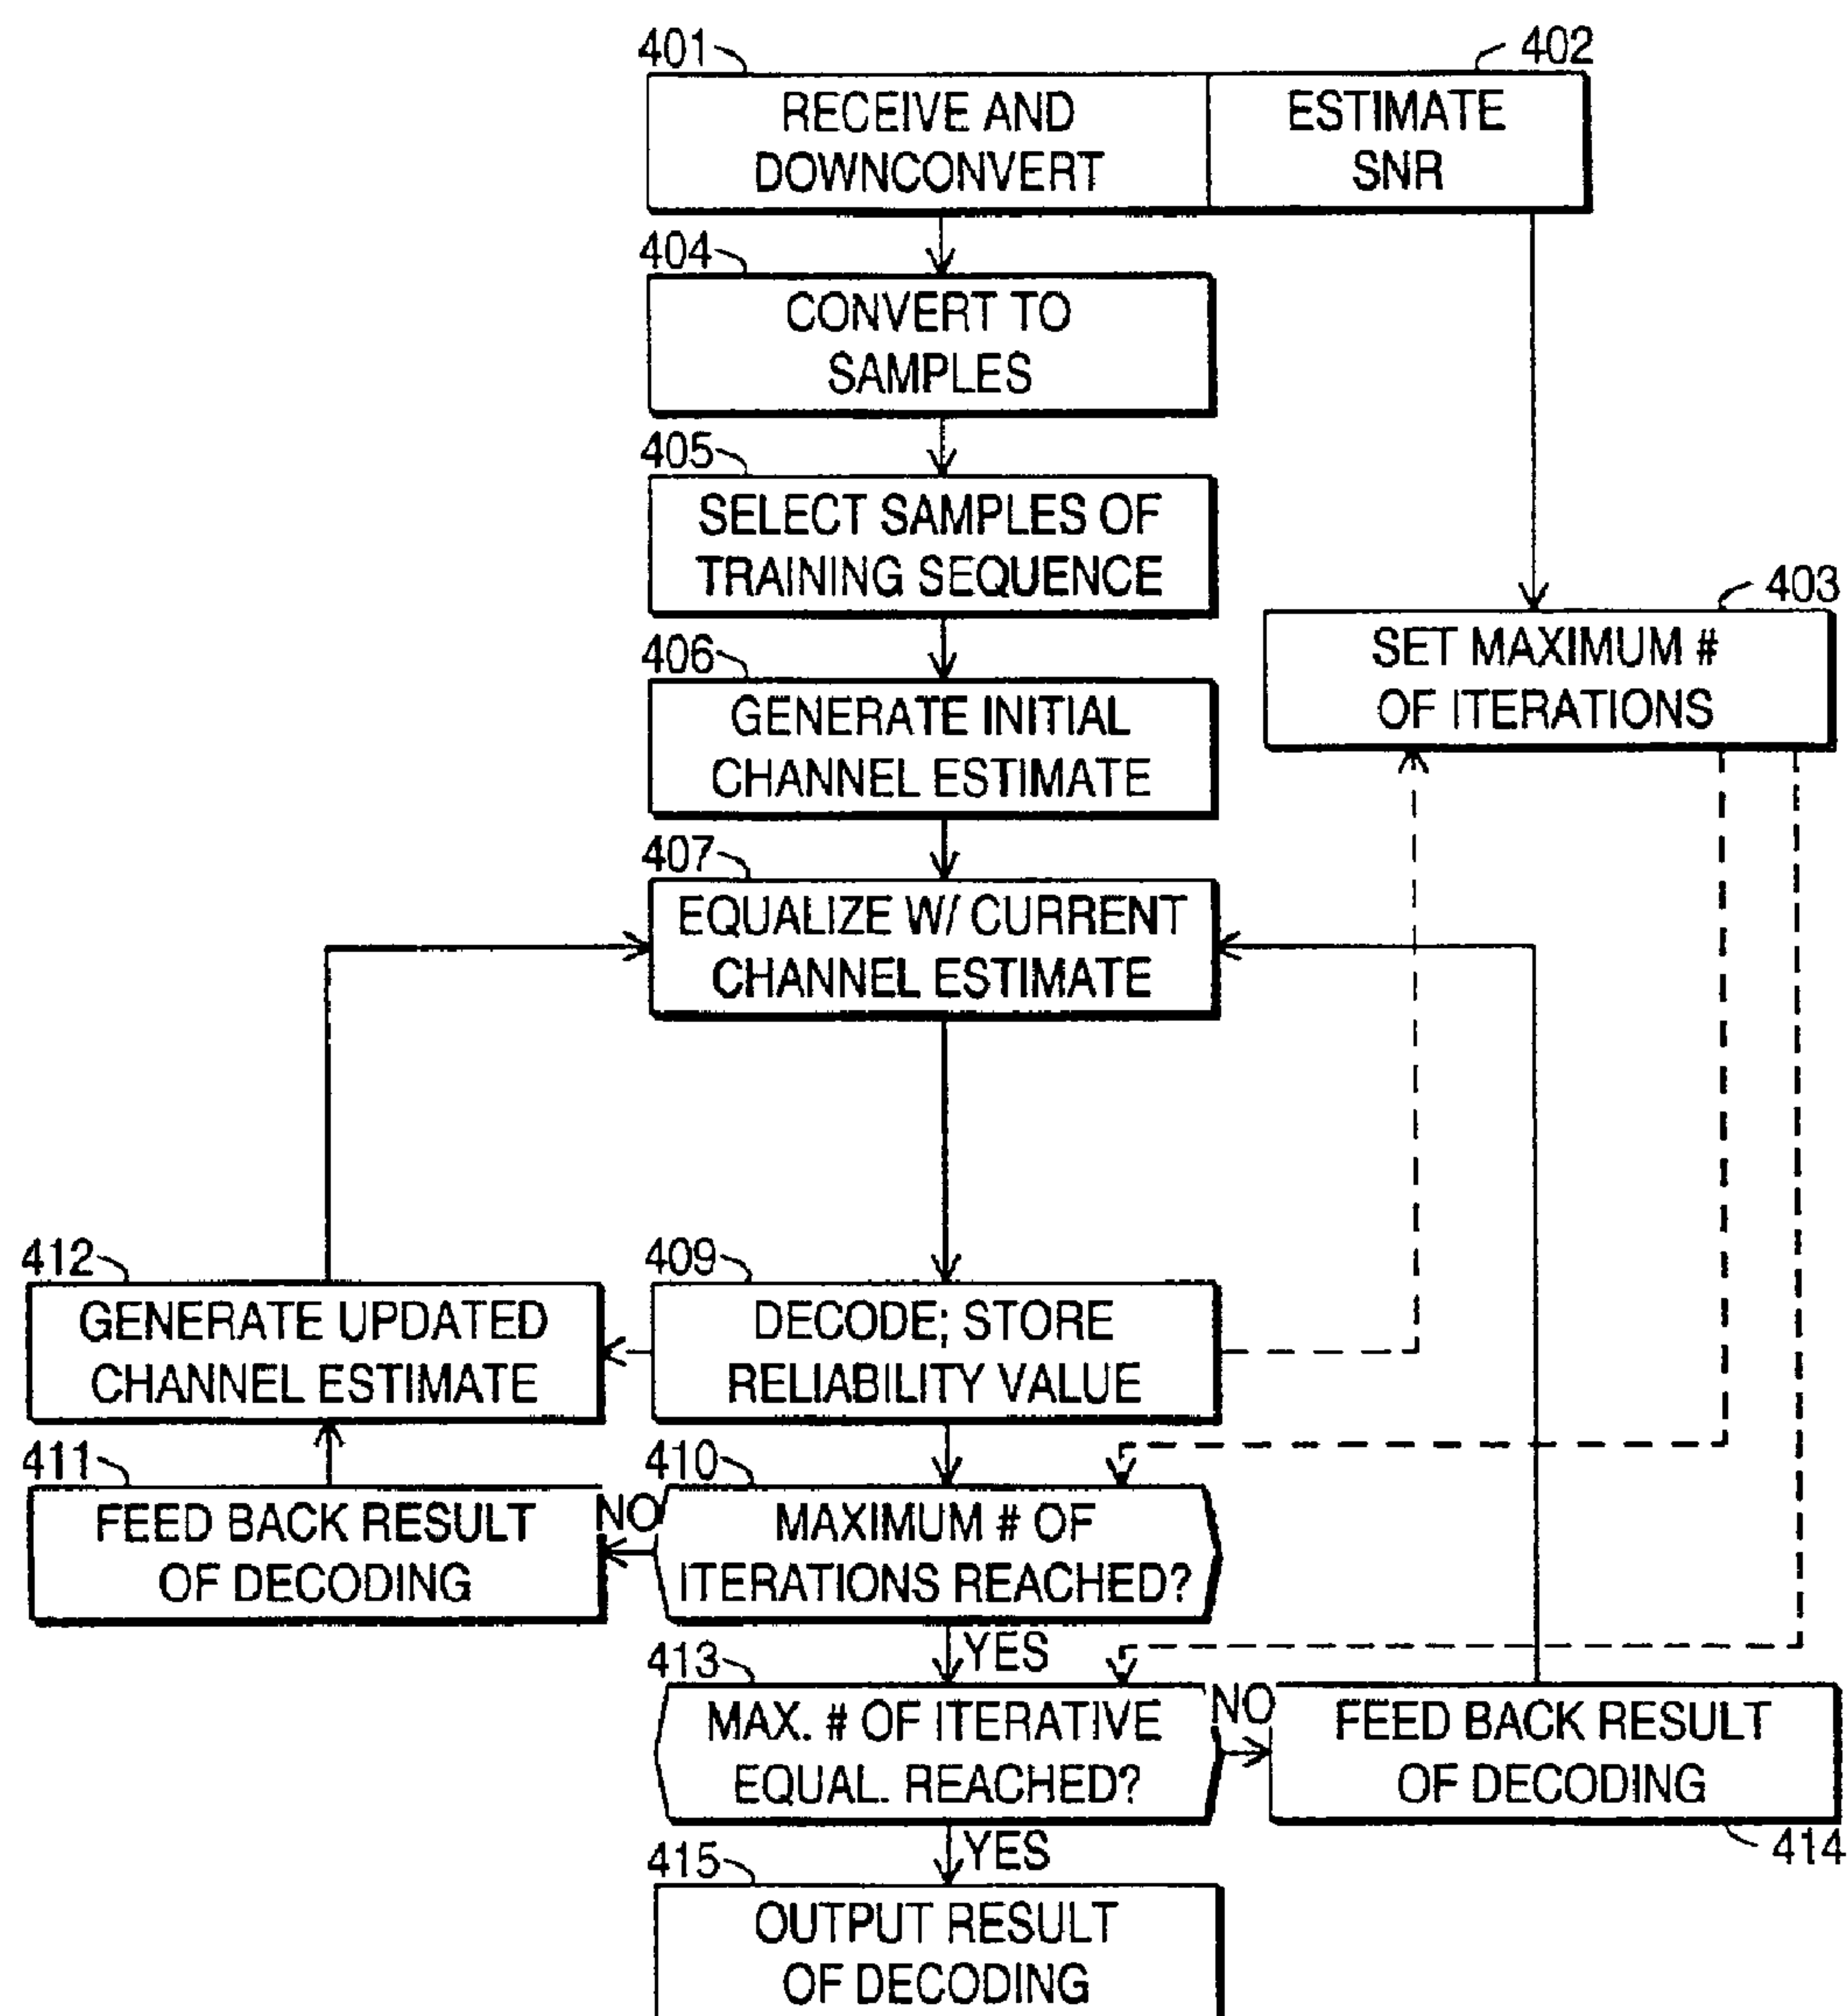 401
RECEIVE AND
DOWNCONVERT
402
ESTIMATE
SNR
404
CONVERT TO
SAMPLES
405
SELECT SAMPLES OF
TRAINING SEQUENCE
403
SET MAXIMUM #
OF ITERATIONS
406
GENERATE INITIAL
CHANNEL ESTIMATE
407
EQUALIZE W/ CURRENT
CHANNEL ESTIMATE
412
GENERATE UPDATED
CHANNEL ESTIMATE
409
DECODE; STORE
RELIABILITY VALUE
411
FEED BACK RESULT
OF DECODING
NO
410
MAXIMUM # OF
ITERATIONS REACHED?
YES
413
MAX. # OF ITERATIVE
EQUAL. REACHED?
NO
FEED BACK RESULT
OF DECODING
414
YES
415
OUTPUT RESULT
OF DECODING